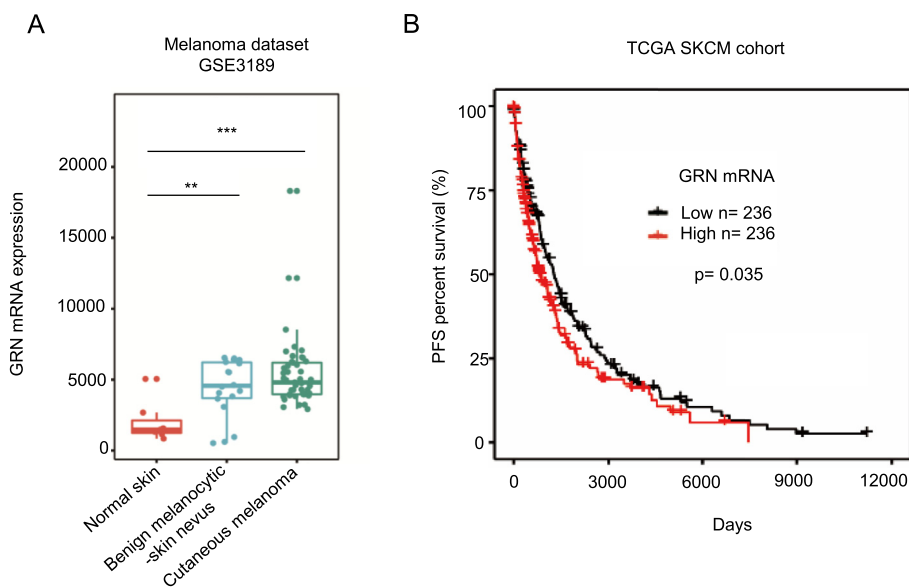 A
Melanoma dataset
GSE3189
GRN mRNA expression
20000
15000
10000
5000
0
***
**
Normal skin
Benign melanocytic
-skin nevus
Cutaneous melanoma
B
TCGA SKCM cohort
PFS percent survival (%)
100
75
50
25
0
GRN mRNA
Low n= 236
High n= 236
p= 0.035
0
3000
6000
9000
12000
Days